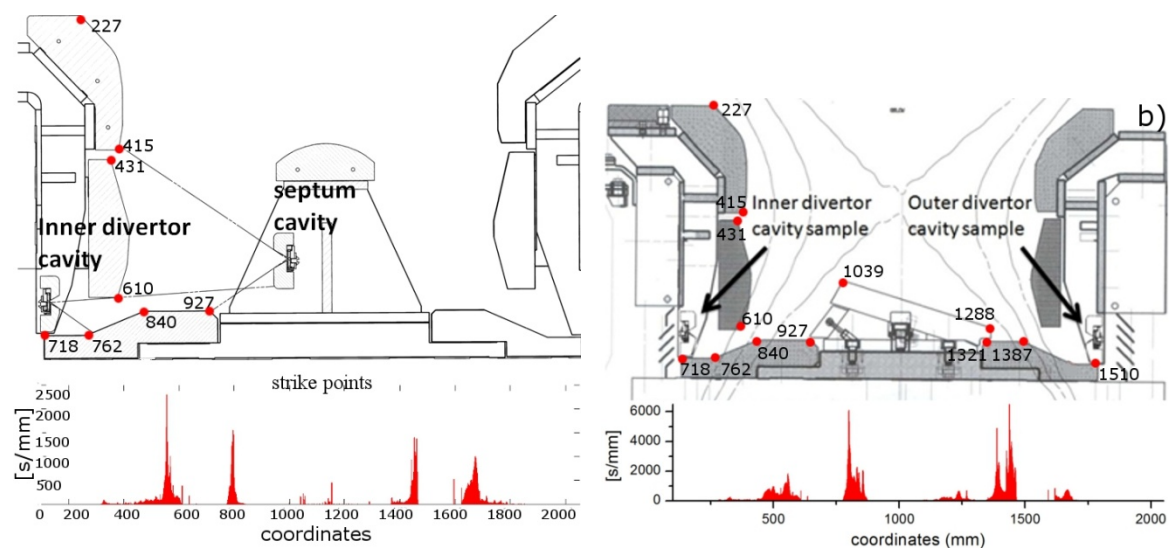 227
415
431
septum
cavity
Inner divertor
cavity
610
927
840
718
762
strike points
2500
2000
1500
1000
500
[s/mm]
0 200 400 600 800 1000 1200 1400 1600 1800 2000
coordinates
b)
227
415
431
Inner divertor
cavity sample
Outer divertor
cavity sample
1039
610
927
1288
840
1321
1387
718
762
1510
6000
4000
2000
0
[s/mm]
500 1000 1500 2000
coordinates (mm)